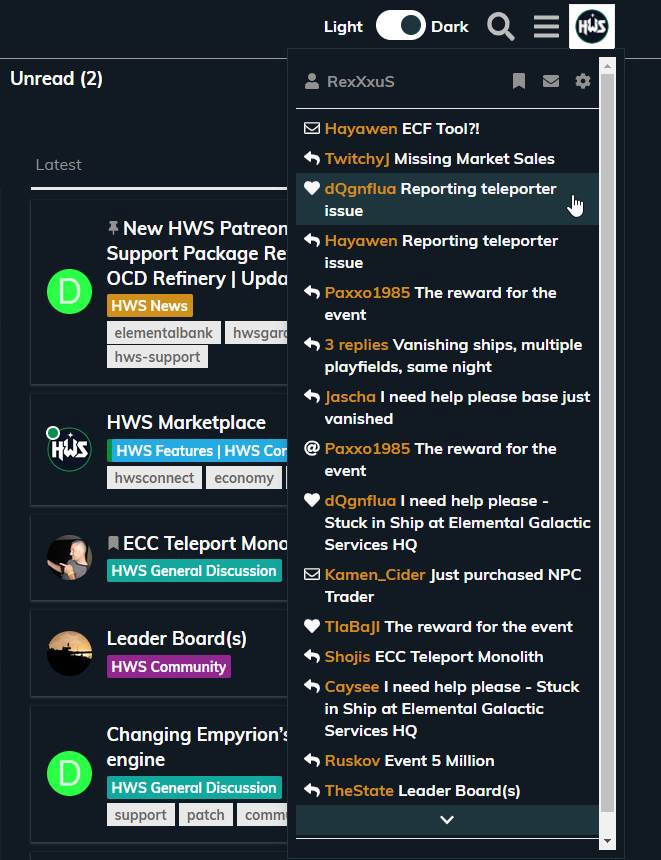 Light Dark HWS
Unread (2)
Latest
New HWS Patreon
Support Package Re
OCD Refinery | Upda
D
HWS News
elementalbank hwsgard
hws-support
HWS Marketplace
HWS
HWS Features | HWS Con
hwsconnect economy
ECC Teleport Mono
HWS General Discussion
Leader Board(s)
HWS Community
Changing Empyrion's
engine
D
HWS General Discussion
support patch commu
RexXxuS
Hayawen ECF Tool?!
TwitchyJ Missing Market Sales
dQgnflua Reporting teleporter
issue
Hayawen Reporting teleporter
issue
Paxxo1985 The reward for the
event
3 replies Vanishing ships, multiple
playfields, same night
Jascha I need help please base just
vanished
@ Paxxo1985 The reward for the
event
dQgnflua I need help please -
Stuck in Ship at Elemental Galactic
Services HQ
Kamen_Cider Just purchased NPC
Trader
TlaBaJl The reward for the event
Shojis ECC Teleport Monolith
Caysee I need help please - Stuck
in Ship at Elemental Galactic
Services HQ
Ruskov Event 5 Million
TheState Leader Board(s)